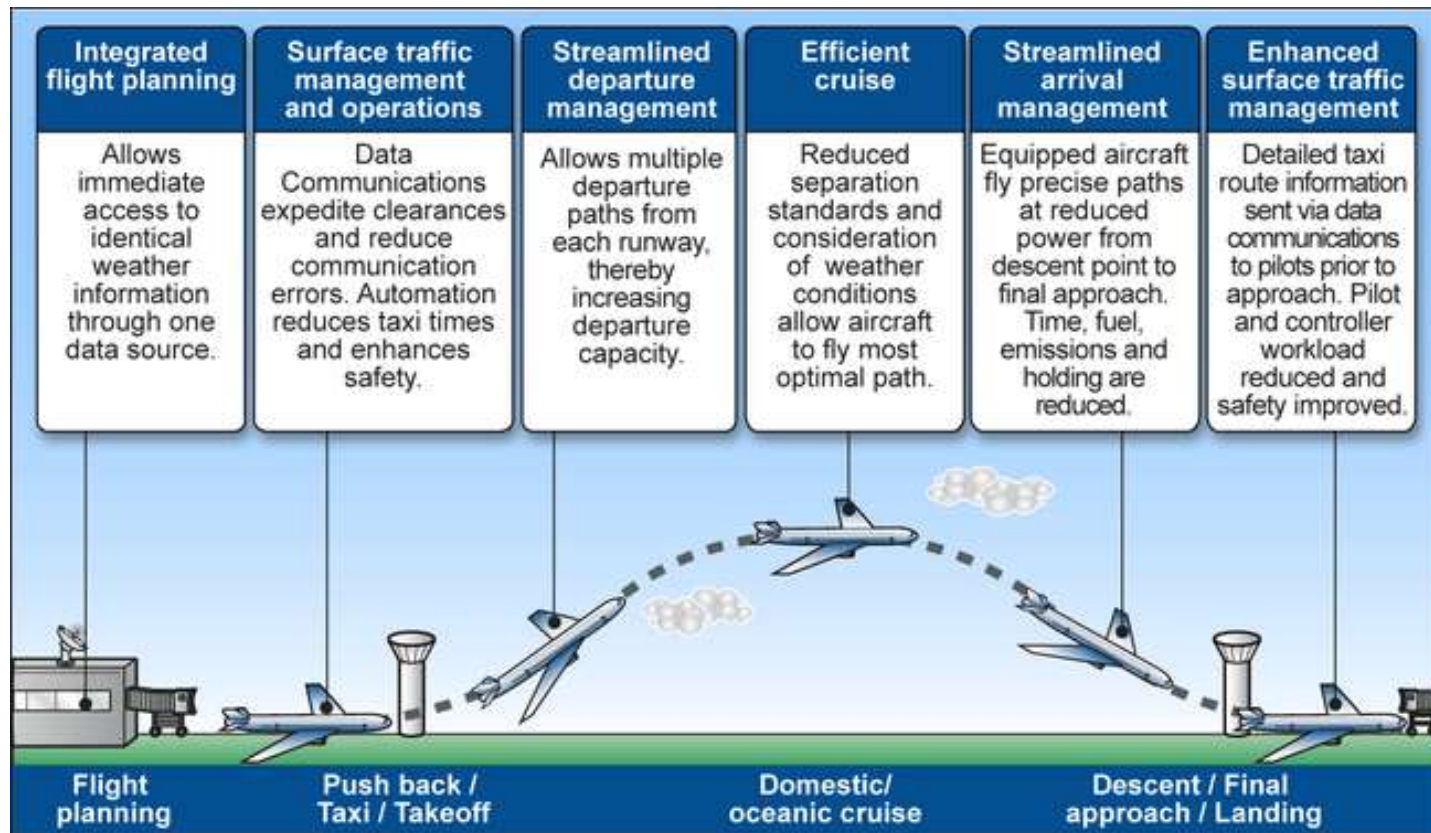 Integrated
flight planning
Allows
immediate
access to
identical
weather
information
through one
data source.
Surface traffic
management
and operations
Data
Communications
expedite clearances
and reduce
communication
errors. Automation
reduces taxi times
and enhances
safety.
Streamlined
departure
management
Allows multiple
departure
paths from
each runway,
thereby
increasing
departure
capacity.
Efficient
cruise
Reduced
separation
standards and
consideration
of weather
conditions
allow aircraft
to fly most
optimal path.
Streamlined
arrival
management
Equipped aircraft
fly precise paths
at reduced
power from
descent point to
final approach.
Time, fuel,
emissions and
holding are
reduced.
Enhanced
surface traffic
management
Detailed taxi
route information
sent via data
communications
to pilots prior to
approach. Pilot
and controller
workload
reduced and
safety improved.
Flight
planning
Push back /
Taxi / Takeoff
Domestic/
oceanic cruise
Descent / Final
approach / Landing